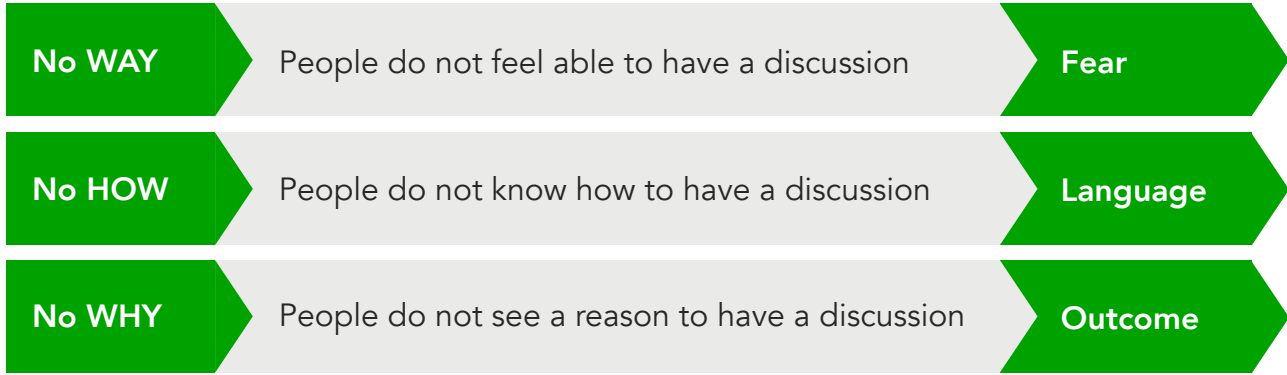 No WAY People do not feel able to have a discussion Fear
No HOW People do not know how to have a discussion Language
No WHY People do not see a reason to have a discussion Outcome